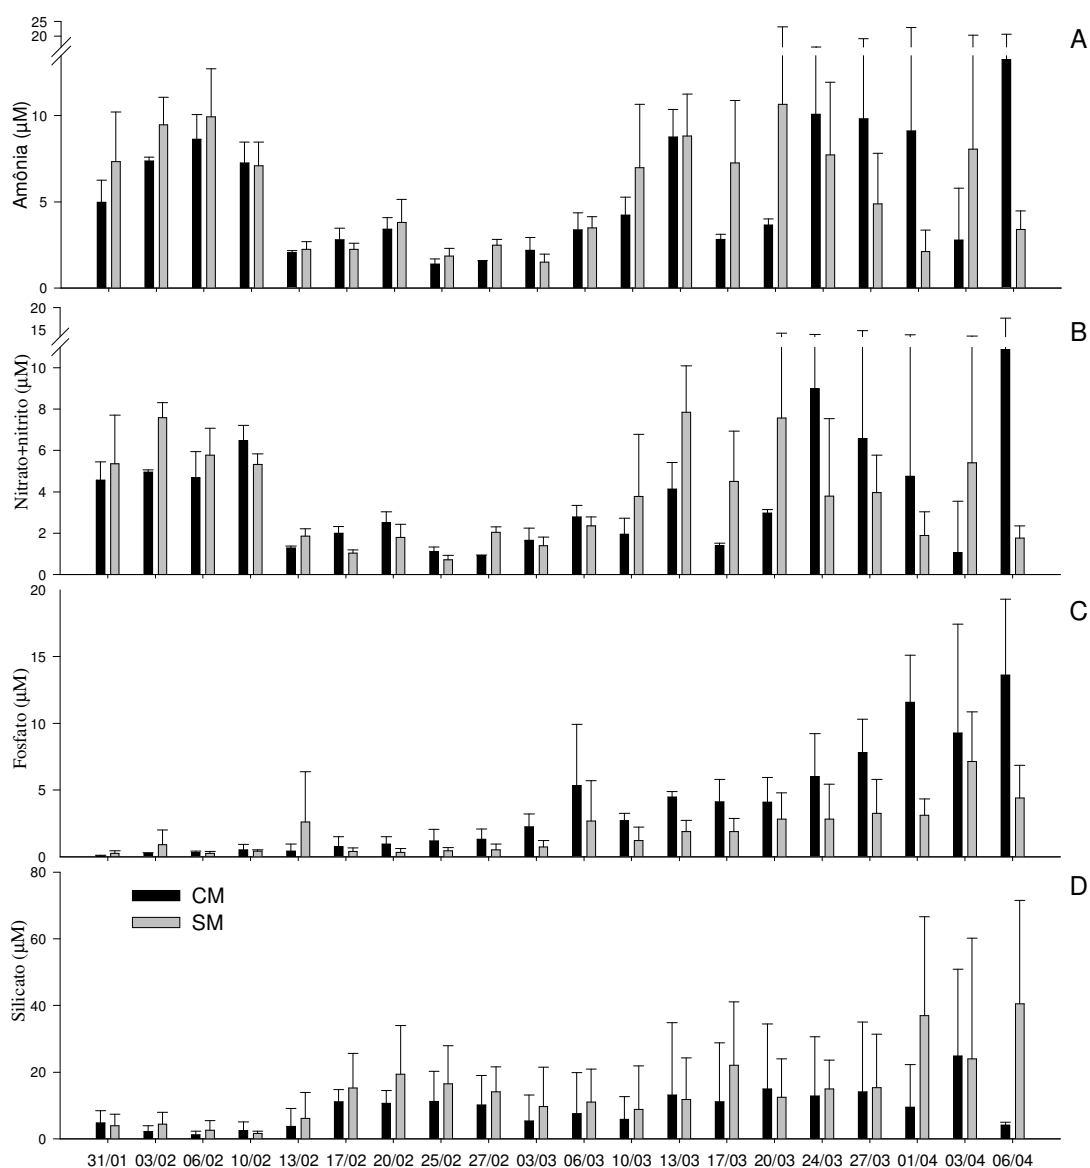 A
Amônia (µM)
25
20
10
5
0
B
Nitrato+nitrito (µM)
20
15
10
8
6
4
2
0
C
Fosfato (µM)
20
15
10
5
0
D
Silicato (µM)
80
60
40
20
0
CM
SM
31/01 03/02 06/02 10/02 13/02 17/02 20/02 25/02 27/02 03/03 06/03 10/03 13/03 17/03 20/03 24/03 27/03 01/04 03/04 06/04